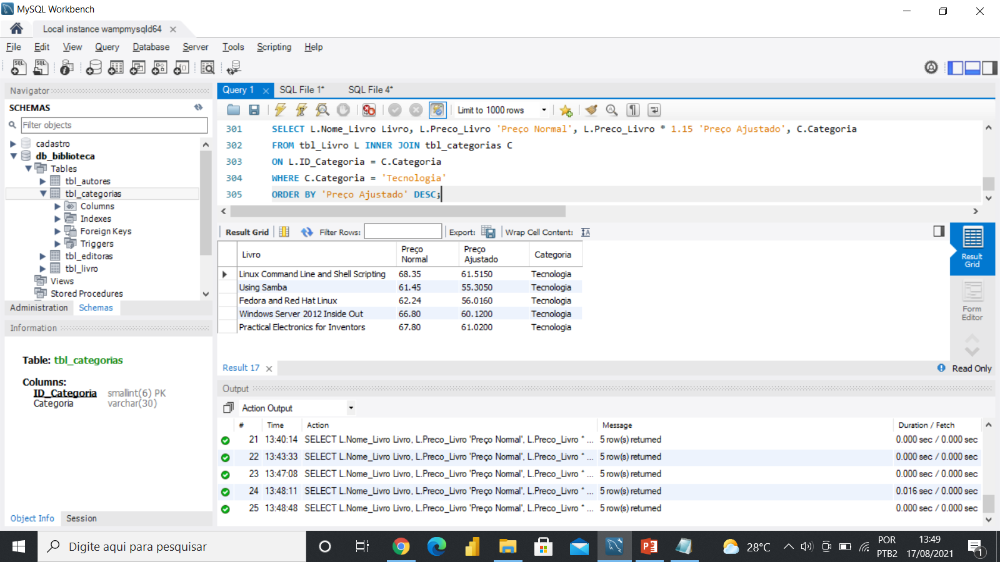 MySQL Workbench
Local instance wampmysqld64
File Edit View Query Database Server Tools Scripting Help
Navigator
SCHEMAS
Filter objects
cadastro
db_biblioteca
Tables
tbl_autores
tbl_categorias
Columns
Indexes
Foreign Keys
Triggers
tbl_editoras
tbl_livro
Views
Stored Procedures
Administration Schemas
Information
Table: tbl_categorias
Columns:
ID_Categoria smallint(6) PK
Categoria varchar(30)
Object Info Session
Query 1 SQL File 1* SQL File 4*
Limit to 1000 rows
301 SELECT L.Nome_Livro Livro, L.Preco_Livro 'Preço Normal', L.Preco_Livro * 1.15 'Preço Ajustado', C.Categoria
302 FROM tbl_Livro L INNER JOIN tbl_categorias C
303 ON L.ID_Categoria = C.Categoria
304 WHERE C.Categoria = 'Tecnologia'
305 ORDER BY 'Preço Ajustado' DESC;
Result Grid Filter Rows: Export: Wrap Cell Content:
Livro Preço Normal Preço Ajustado Categoria
Linux Command Line and Shell Scripting 68.35 61.5150 Tecnologia
Using Samba 61.45 55.3050 Tecnologia
Fedora and Red Hat Linux 62.24 56.0160 Tecnologia
Windows Server 2012 Inside Out 66.80 60.1200 Tecnologia
Practical Electronics for Inventors 67.80 61.0200 Tecnologia
Result Grid
Form Editor
Result 17 Read Only
Output
Action Output
# Time Action Message Duration / Fetch
21 13:40:14 SELECT L.Nome_Livro Livro, L.Preco_Livro 'Preço Normal', L.Preco_Livro * ... 5 row(s) returned 0.000 sec / 0.000 sec
22 13:43:33 SELECT L.Nome_Livro Livro, L.Preco_Livro 'Preço Normal', L.Preco_Livro * ... 5 row(s) returned 0.000 sec / 0.000 sec
23 13:47:08 SELECT L.Nome_Livro Livro, L.Preco_Livro 'Preço Normal', L.Preco_Livro * ... 5 row(s) returned 0.000 sec / 0.000 sec
24 13:48:11 SELECT L.Nome_Livro Livro, L.Preco_Livro 'Preço Normal', L.Preco_Livro * ... 5 row(s) returned 0.016 sec / 0.000 sec
25 13:48:48 SELECT L.Nome_Livro Livro, L.Preco_Livro 'Preço Normal', L.Preco_Livro * ... 5 row(s) returned 0.000 sec / 0.000 sec
Digite aqui para pesquisar
28°C
POR
PTB2
13:49
17/08/2021
1